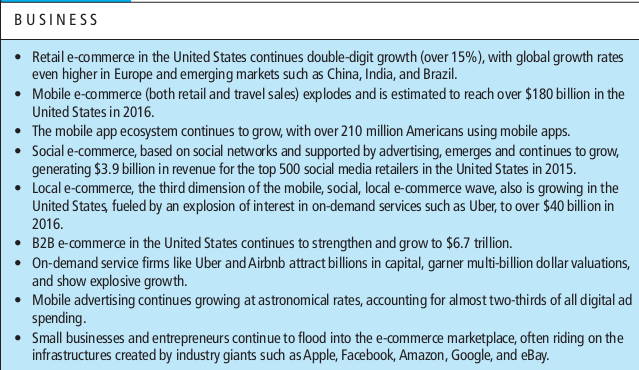 BUSINESS
• Retail e-commerce in the United States continues double-digit growth (over 15%), with global growth rates
even higher in Europe and emerging markets such as China, India, and Brazil.
• Mobile e-commerce (both retail and travel sales) explodes and is estimated to reach over $180 billion in the
United States in 2016.
• The mobile app ecosystem continues to grow, with over 210 million Americans using mobile apps.
• Social e-commerce, based on social networks and supported by advertising, emerges and continues to grow,
generating $3.9 billion in revenue for the top 500 social media retailers in the United States in 2015.
• Local e-commerce, the third dimension of the mobile, social, local e-commerce wave, also is growing in the
United States, fueled by an explosion of interest in on-demand services such as Uber, to over $40 billion in
2016.
• B2B e-commerce in the United States continues to strengthen and grow to $6.7 trillion.
• On-demand service firms like Uber and Airbnb attract billions in capital, garner multi-billion dollar valuations,
and show explosive growth.
• Mobile advertising continues growing at astronomical rates, accounting for almost two-thirds of all digital ad
spending.
• Small businesses and entrepreneurs continue to flood into the e-commerce marketplace, often riding on the
infrastructures created by industry giants such as Apple, Facebook, Amazon, Google, and eBay.